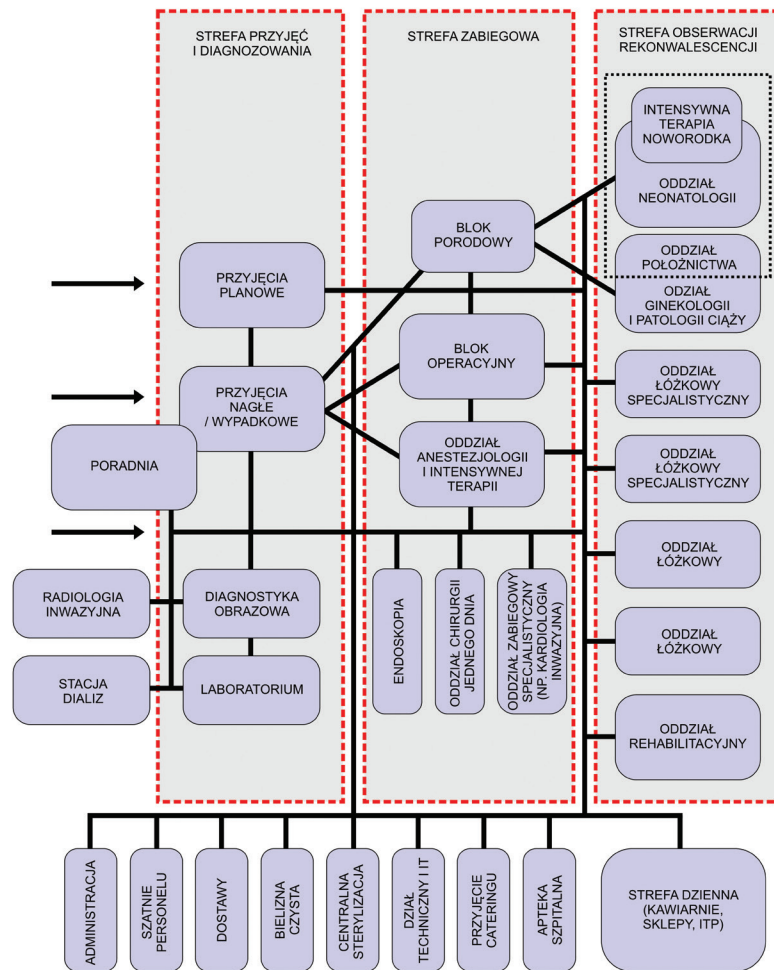 STREFA PRZYJĘĆ
I DIAGNOZOWANIA
STREFA ZABIEGOWA
STREFA OBSERWACJI
REKONWALESCENCJI
INTENSYWNA
TERAPIA
NOWORODKA
ODDZIAŁ
NEONATOLOGII
BLOK
PORODOWY
ODDZIAŁ
POŁOŻNICTWA
ODZIAŁ
GINEKOLOGII
I PATOLOGII CIĄŻY
PRZYJĘCIA
PLANOWE
BLOK
OPERACYJNY
ODDZIAŁ
ŁÓŻKOWY
SPECJALISTYCZNY
PRZYJĘCIA
NAGŁE
/ WYPADKOWE
PORADNIA
ODDZIAŁ
ANESTEZJOLOGII
I INTENSYWNEJ
TERAPII
ODDZIAŁ
ŁÓŻKOWY
SPECJALISTYCZNY
ODDZIAŁ
ŁÓŻKOWY
RADIOLOGIA
INWAZYJNA
DIAGNOSTYKA
OBRAZOWA
ENDOSKOPIA
ODDZIAŁ CHIRURGII
JEDNEGO DNIA
ODDZIAŁ ZABIEGOWY
SPECJALISTYCZNY
(NP. KARDIOLOGIA
INWAZYJNA)
ODDZIAŁ
ŁÓŻKOWY
STACJA
DIALIZ
LABORATORIUM
ODDZIAŁ
REHABILITACYJNY
ADMINISTRACJA
SZATNIE
PERSONELU
DOSTAWY
BIELIZNA
CZYSTA
CENTRALNA
STERYLIZACJA
DZIAŁ
TECHNICZNY I IT
PRZYJĘCIE
CATERINGU
APTEKA
SZPITALNA
STREFA DZIENNA
(KAWIARNIE,
SKLEPY, ITP)